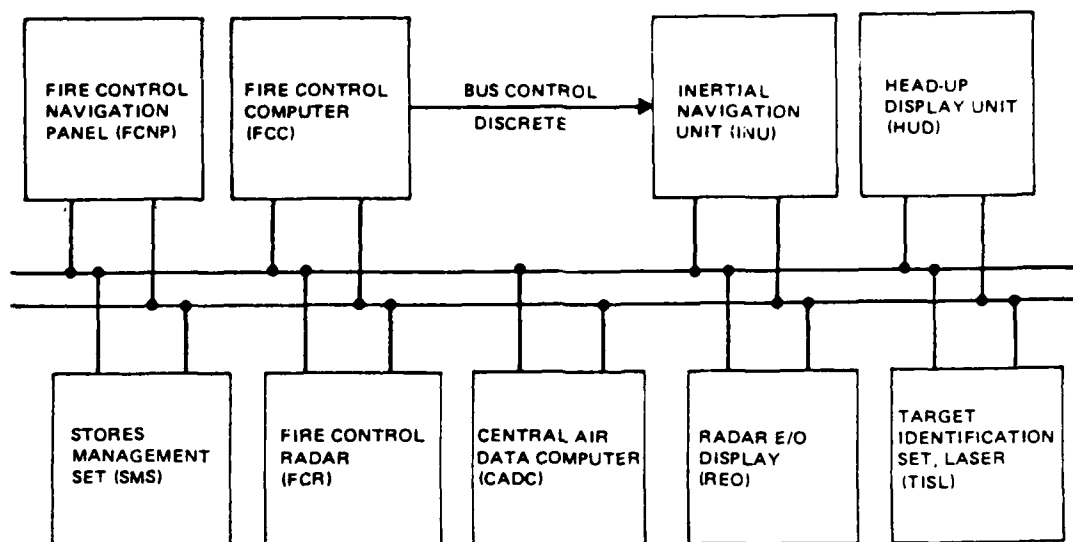 FIRE CONTROL
NAVIGATION
PANEL (FCNP)
FIRE CONTROL
COMPUTER
(FCC)
BUS CONTROL
DISCRETE
INERTIAL
NAVIGATION
UNIT (INU)
HEAD-UP
DISPLAY UNIT
(HUD)
STORES
MANAGEMENT
SET (SMS)
FIRE CONTROL
RADAR
(FCR)
CENTRAL AIR
DATA COMPUTER
(CADC)
RADAR E/O
DISPLAY
(REO)
TARGET
IDENTIFICATION
SET, LASER
(TISL)